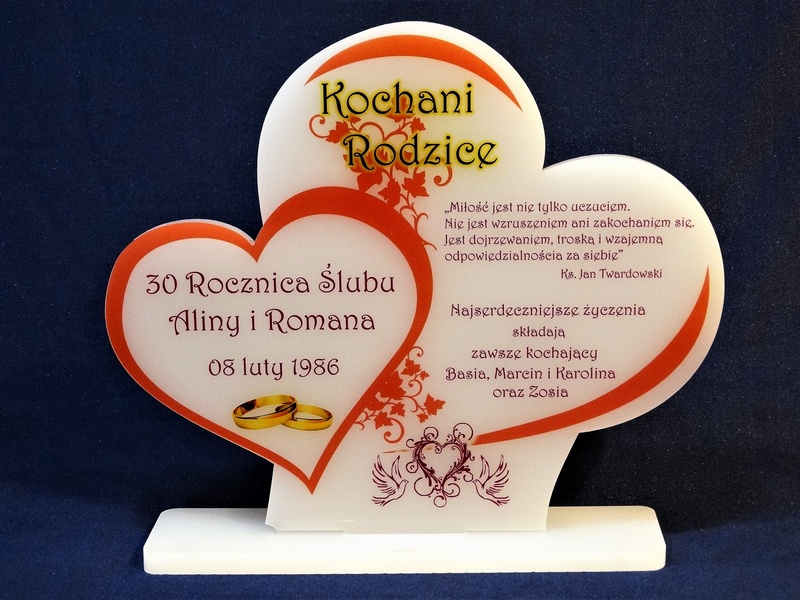 Kochani
Rodzice
30 Rocznica Ślubu
Aliny i Romana
08 luty 1986
„Miłość jest nie tylko uczuciem.
Nie jest wzruszeniem ani zakochaniem się.
Jest dojrzewaniem, troską i wzajemną
odpowiedzialnościa za siebie”
Ks. Jan Twardowski
Najserdeczniejsze życzenia
składają
zawsze kochający
Basia, Marcin i Karolina
oraz Zosia